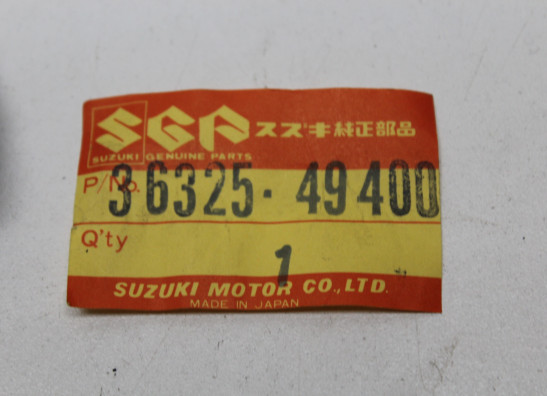 SGP スズキ純正部品
SUZUKI GENUINE PARTS
P/No. 36325-49400
Q'ty 1
SUZUKI MOTOR CO., LTD.
MADE IN JAPAN